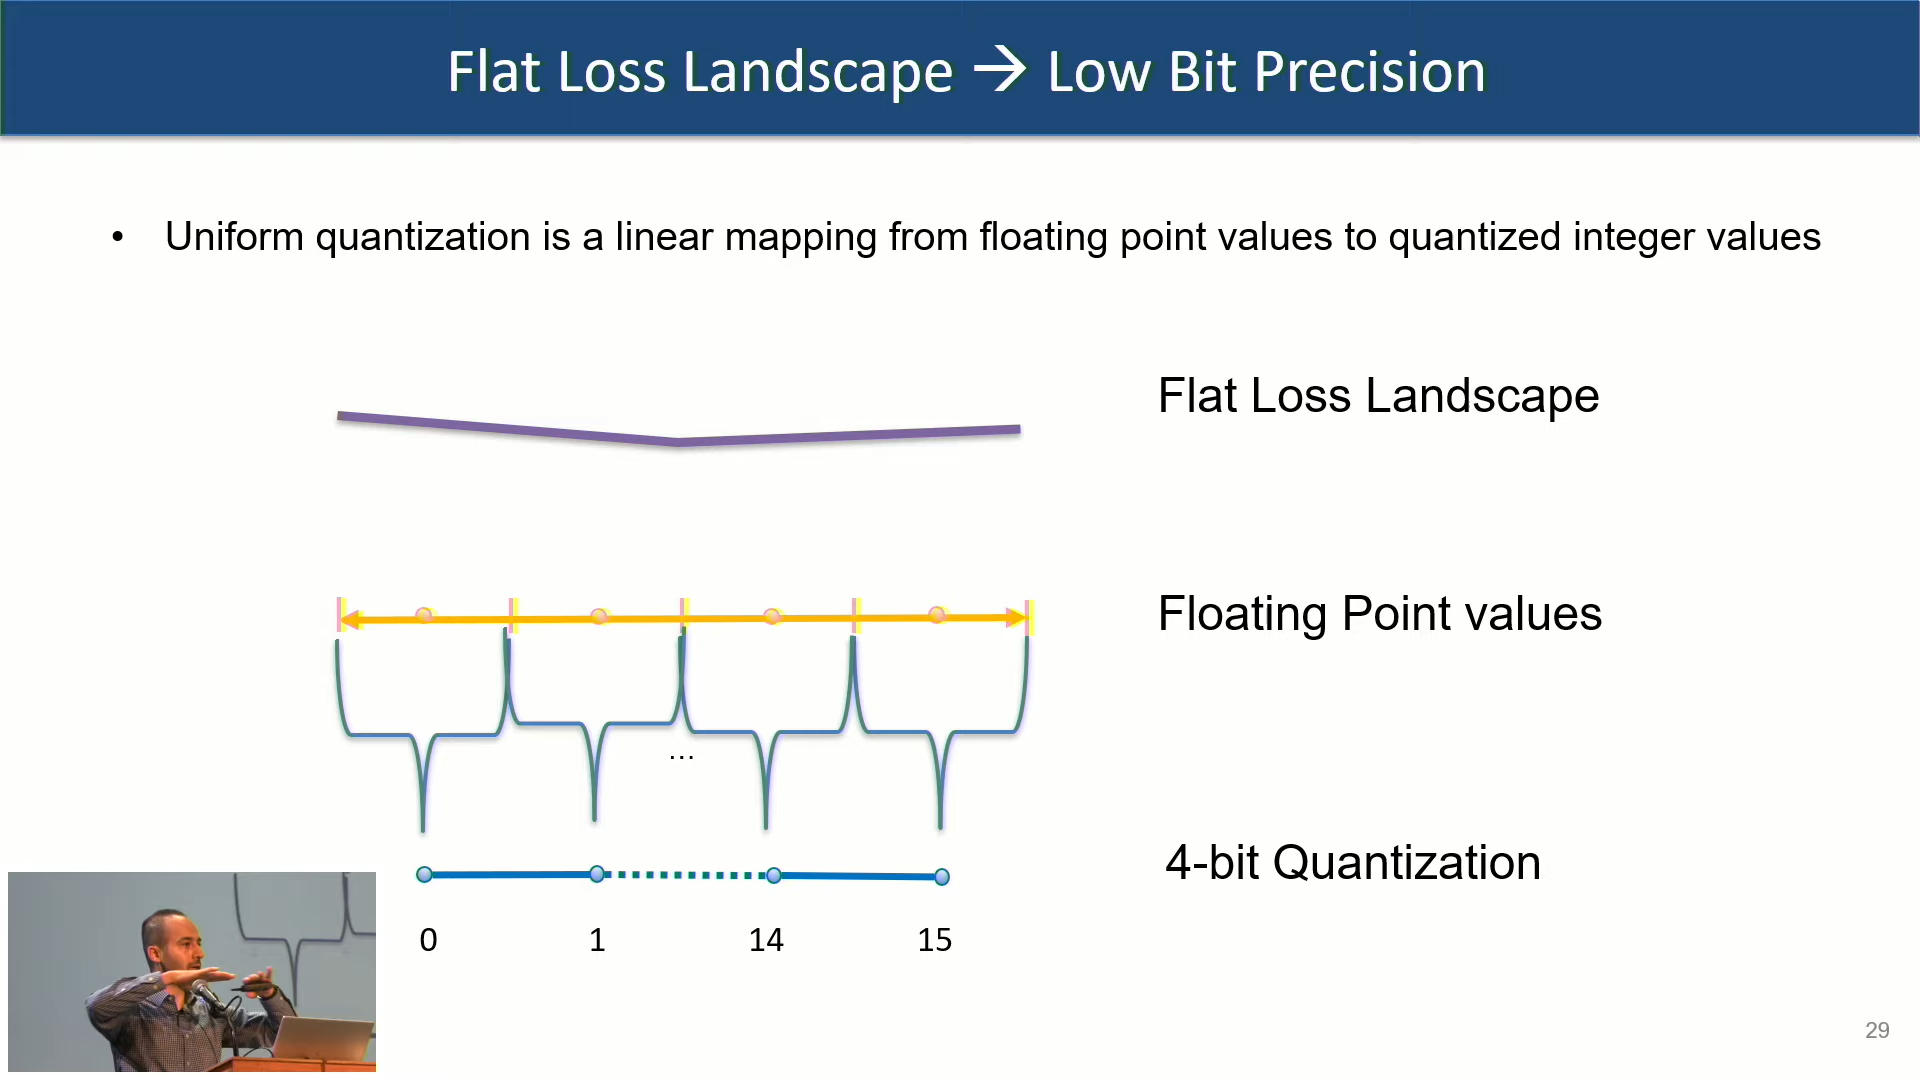 Flat Loss Landscape → Low Bit Precision
• Uniform quantization is a linear mapping from floating point values to quantized integer values
Flat Loss Landscape
Floating Point values
...
4-bit Quantization
0 1 14 15
29